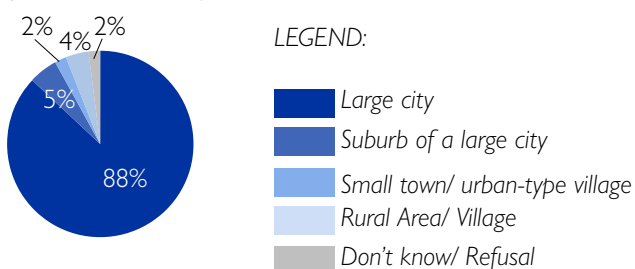 2%
2%
4%
5%
88%
LEGEND:
Large city
Suburb of a large city
Small town/ urban-type village
Rural Area/ Village
Don't know/ Refusal